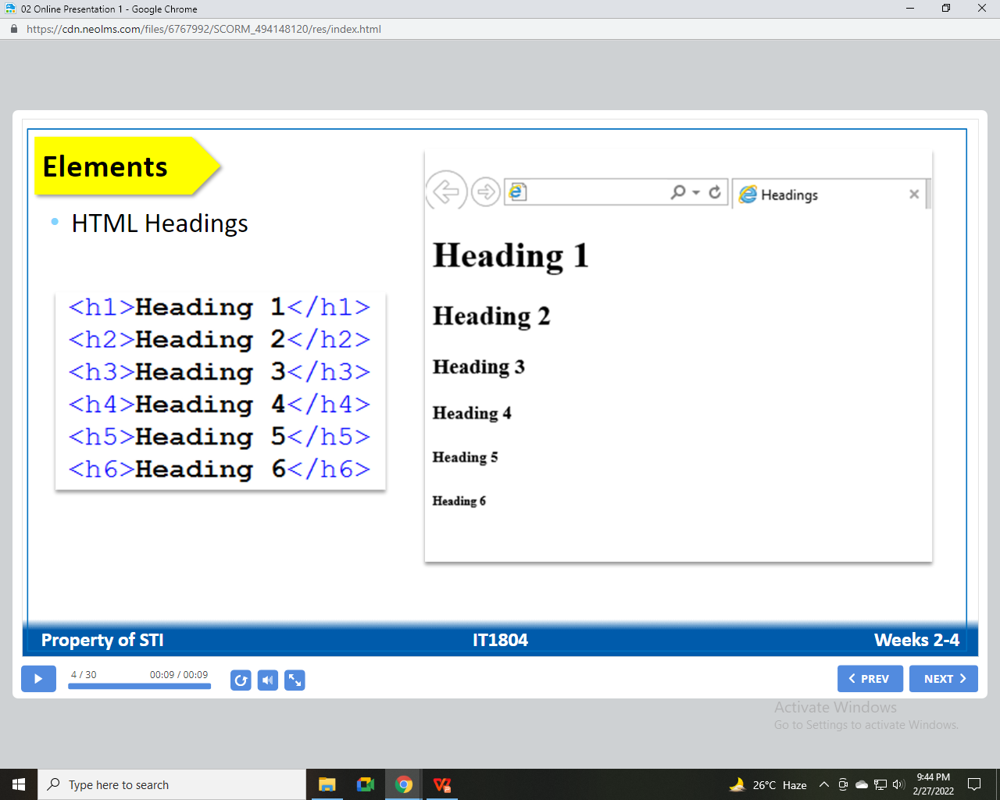 02 Online Presentation 1 - Google Chrome
https://cdn.neolms.com/files/6767992/SCORM_494148120/res/index.html
Elements
• HTML Headings
<h1>Heading 1</h1>
<h2>Heading 2</h2>
<h3>Heading 3</h3>
<h4>Heading 4</h4>
<h5>Heading 5</h5>
<h6>Heading 6</h6>
Headings
Heading 1
Heading 2
Heading 3
Heading 4
Heading 5
Heading 6
Property of STI
IT1804
Weeks 2-4
4 / 30
00:09 / 00:09
PREV
NEXT
Activate Windows
Go to Settings to activate Windows.
Type here to search
26°C Haze
9:44 PM
2/27/2022